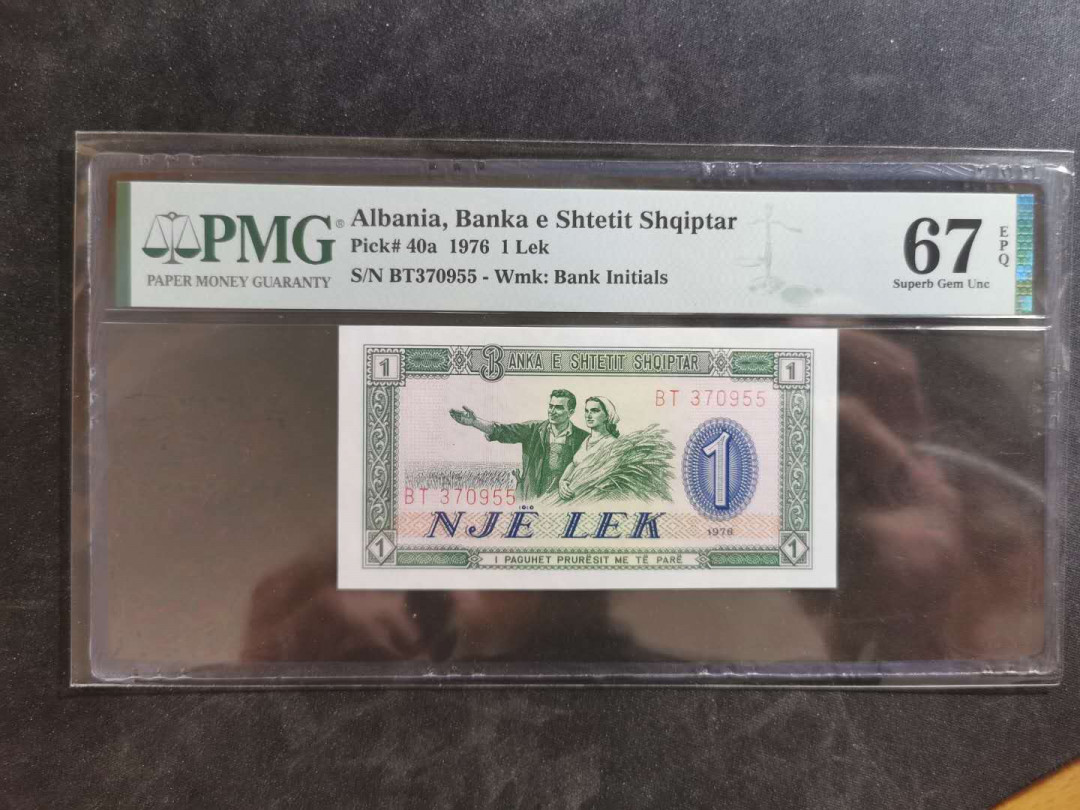 PMG®
PAPER MONEY GUARANTY
Albania, Banka e Shtetit Shqiptar
Pick# 40a 1976 1 Lek
S/N BT370955 - Wmk: Bank Initials
67
EPQ
Superb Gem Unc
1
BANKA E SHTETIT SHQIPTAR
1
BT 370955
1
BT 370955
NJË LEK
1976
1
I PAGUHET PRURËSIT ME TË PARË
1